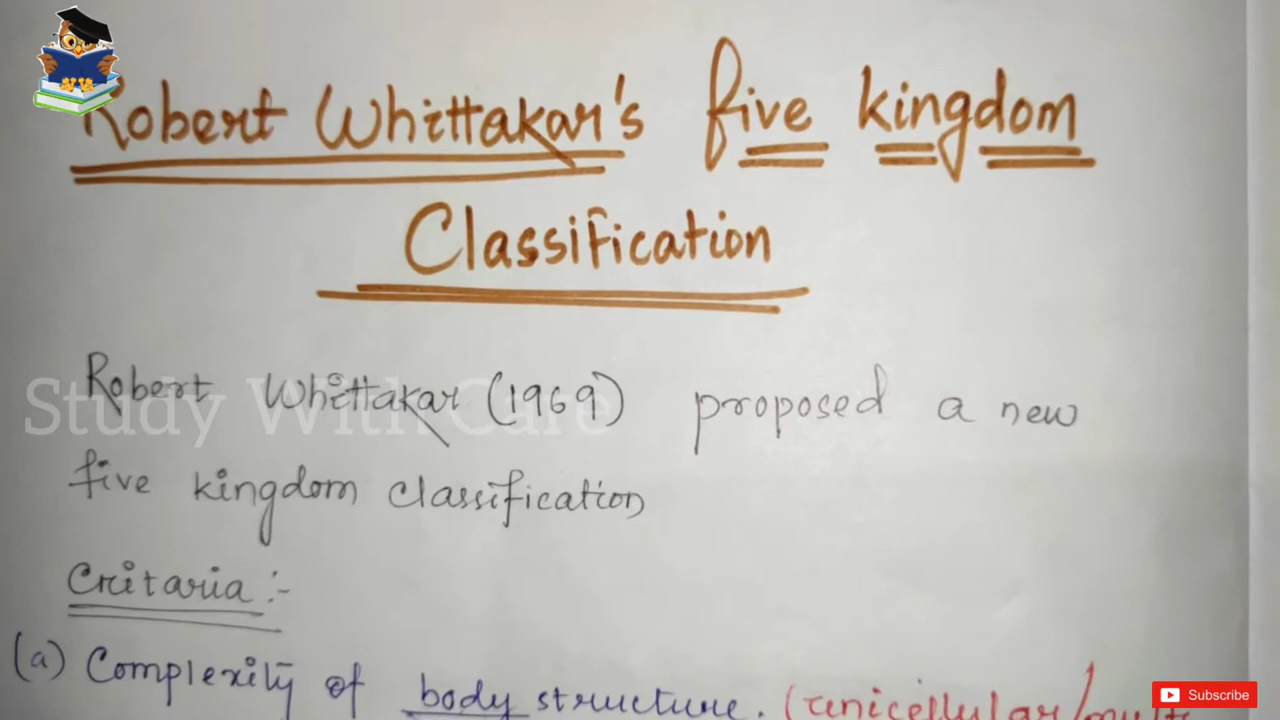 Robert Whittakar's five kingdom
Classification
Study With Care
Robert Whittakar (1969) proposed a new
five kingdom classification
Critaria :-
(a) Complexity of body structure. (unicellular/multi
Subscribe